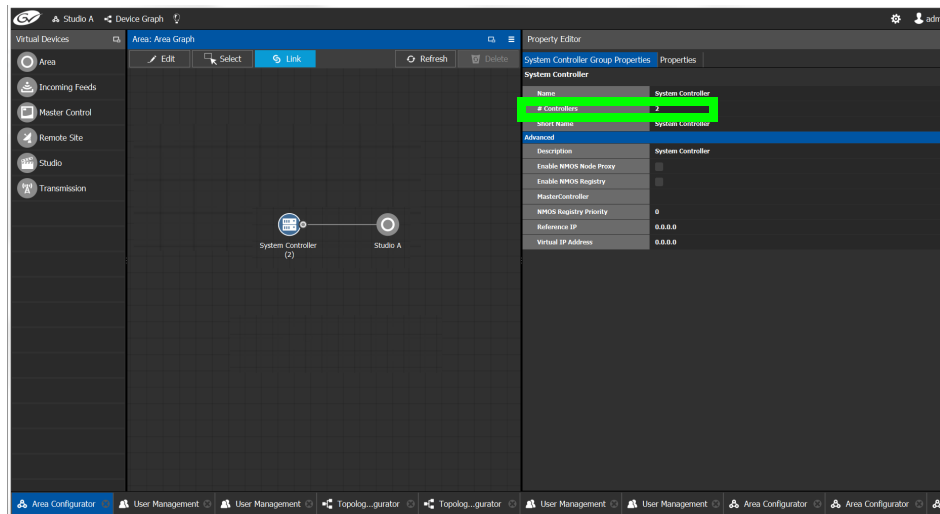 Studio A Device Graph adm
Virtual Devices
Area
Incoming Feeds
Master Control
Remote Site
Studio
Transmission
Area: Area Graph
Edit Select Link Refresh Delete
System Controller
(2)
Studio A
Property Editor
System Controller Group Properties Properties
System Controller
Name System Controller
# Controllers 2
Short Name System Controller
Advanced
Description System Controller
Enable NMOS Node Proxy
Enable NMOS Registry
MasterController
NMOS Registry Priority 0
Reference IP 0.0.0.0
Virtual IP Address 0.0.0.0
Area Configurator User Management User Management Topolog...gurator Topolog...gurator User Management User Management Area Configurator Area Configurator